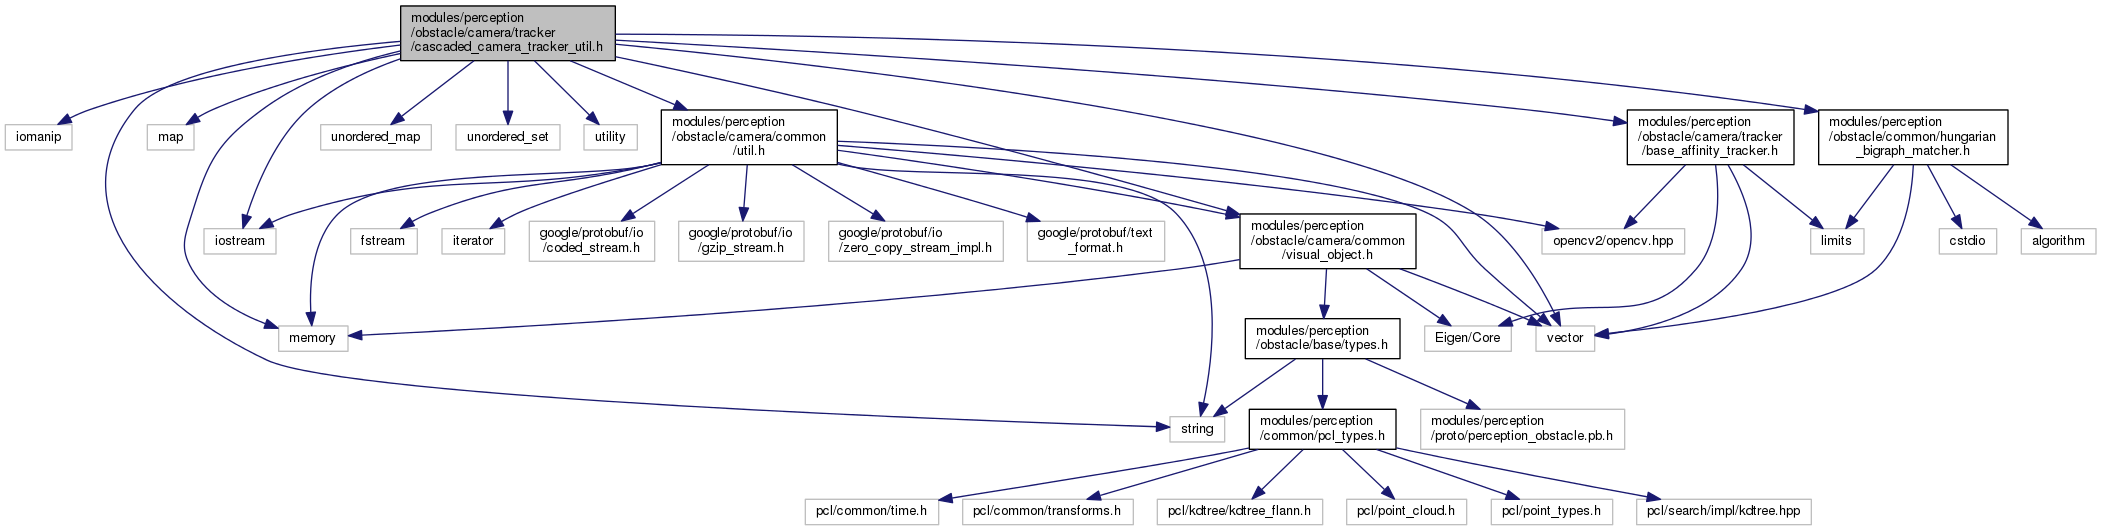 modules/perception
/obstacle/camera/tracker
/cascaded_camera_tracker_util.h
iomanip
map
unordered_map
unordered_set
utility
modules/perception
/obstacle/camera/common
/util.h
modules/perception
/obstacle/camera/tracker
/base_affinity_tracker.h
modules/perception
/obstacle/common/hungarian
_bigraph_matcher.h
iostream
fstream
iterator
google/protobuf/io
/coded_stream.h
google/protobuf/io
/gzip_stream.h
google/protobuf/io
/zero_copy_stream_impl.h
google/protobuf/text
_format.h
modules/perception
/obstacle/camera/common
/visual_object.h
opencv2/opencv.hpp
limits
cstdio
algorithm
memory
modules/perception
/obstacle/base/types.h
Eigen/Core
vector
string
modules/perception
/common/pcl_types.h
modules/perception
/proto/perception_obstacle.pb.h
pcl/common/time.h
pcl/common/transforms.h
pcl/kdtree/kdtree_flann.h
pcl/point_cloud.h
pcl/point_types.h
pcl/search/impl/kdtree.hpp